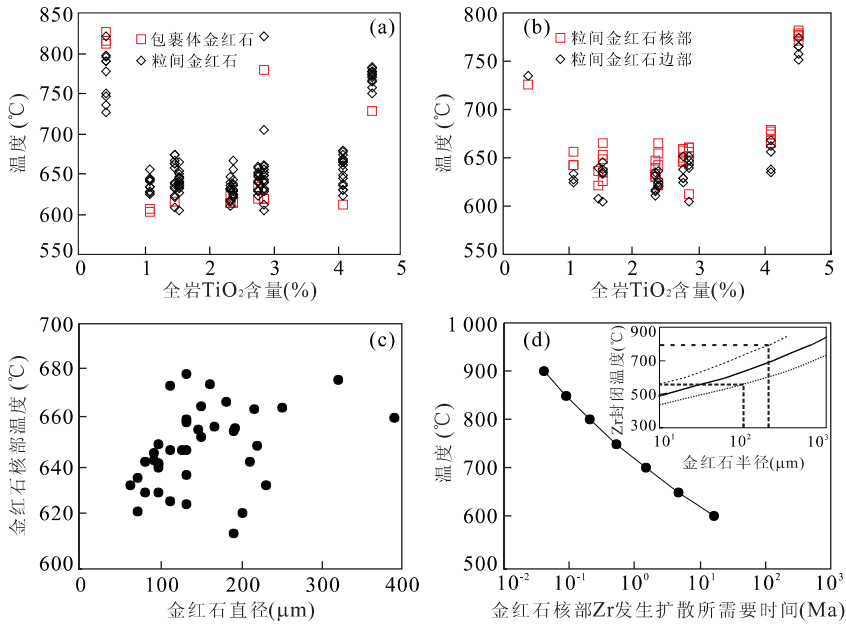 850
800
750
700
650
600
550
温度 (℃)
(a)
包裹体金红石
粒间金红石
0 1 2 3 4 5
全岩TiO₂含量(%)
800
750
700
650
600
550
温度 (℃)
(b)
粒间金红石核部
粒间金红石边部
0 1 2 3 4 5
全岩TiO₂含量(%)
700
680
660
640
620
600
金红石核部温度 (℃)
(c)
0 100 200 300 400
金红石直径(μm)
1 000
900
800
700
600
500
温度 (℃)
(d)
10⁻² 10⁻¹ 10⁰ 10¹ 10² 10³
金红石核部Zr发生扩散所需要时间(Ma)
900
700
500
300
Zr封闭温度(℃)
10¹ 10² 10³
金红石半径(μm)